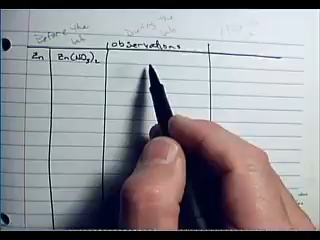 Before the lab
During the lab
observations
Zn Zn(NO3)2